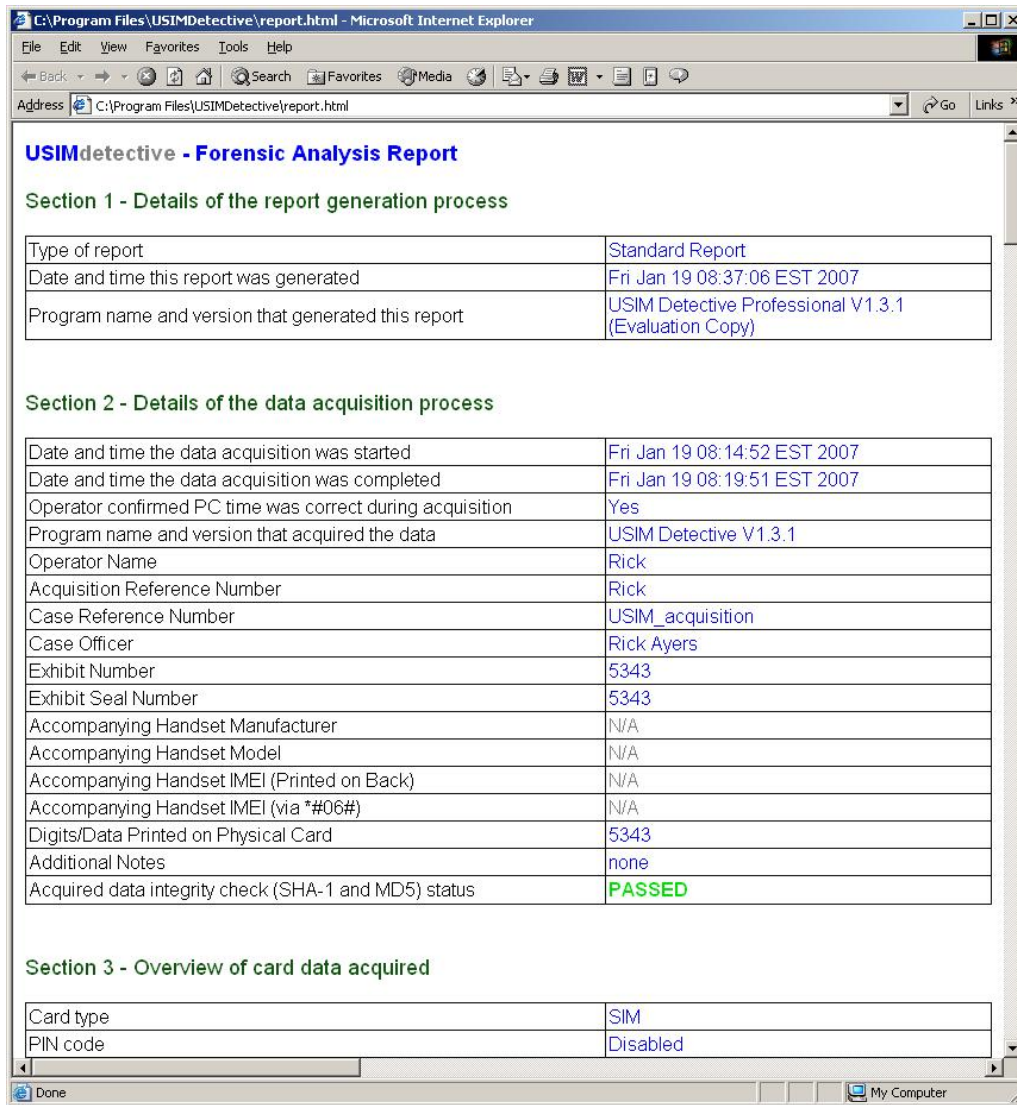 C:\Program Files\USIMDetective\report.html - Microsoft Internet Explorer
File Edit View Favorites Tools Help
Back Search Favorites Media
Address C:\Program Files\USIMDetective\report.html Go Links »
USIMdetective - Forensic Analysis Report
Section 1 - Details of the report generation process
Type of report Standard Report
Date and time this report was generated Fri Jan 19 08:37:06 EST 2007
Program name and version that generated this report USIM Detective Professional V1.3.1
(Evaluation Copy)
Section 2 - Details of the data acquisition process
Date and time the data acquisition was started Fri Jan 19 08:14:52 EST 2007
Date and time the data acquisition was completed Fri Jan 19 08:19:51 EST 2007
Operator confirmed PC time was correct during acquisition Yes
Program name and version that acquired the data USIM Detective V1.3.1
Operator Name Rick
Acquisition Reference Number Rick
Case Reference Number USIM_acquisition
Case Officer Rick Ayers
Exhibit Number 5343
Exhibit Seal Number 5343
Accompanying Handset Manufacturer N/A
Accompanying Handset Model N/A
Accompanying Handset IMEI (Printed on Back) N/A
Accompanying Handset IMEI (via *#06#) N/A
Digits/Data Printed on Physical Card 5343
Additional Notes none
Acquired data integrity check (SHA-1 and MD5) status PASSED
Section 3 - Overview of card data acquired
Card type SIM
PIN code Disabled
Done My Computer